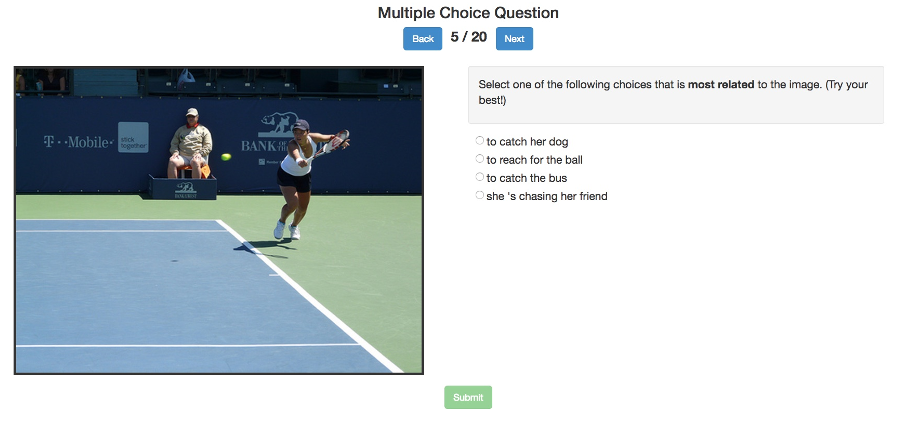 Multiple Choice Question
Back 5 / 20 Next
Select one of the following choices that is most related to the image. (Try your
best!)
to catch her dog
to reach for the ball
to catch the bus
she 's chasing her friend
T··Mobile·
stick
together
BANK
Submit